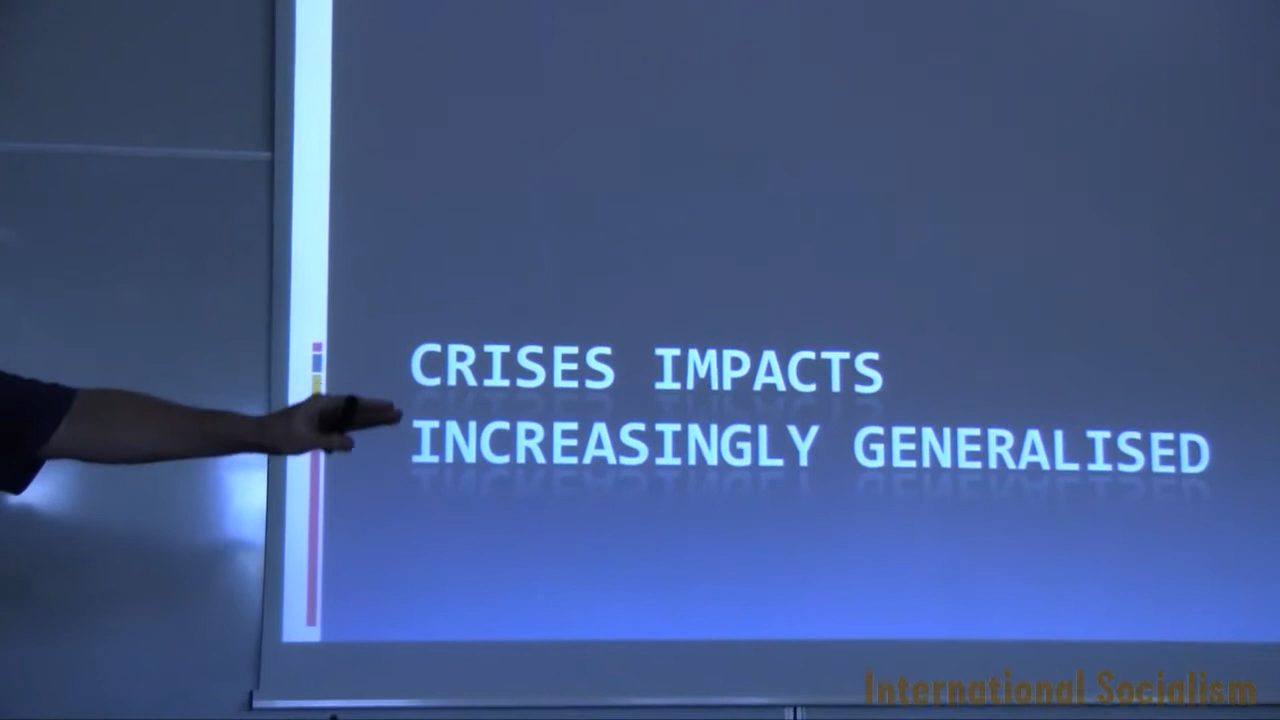 CRISES IMPACTS
INCREASINGLY GENERALISED
International Socialism